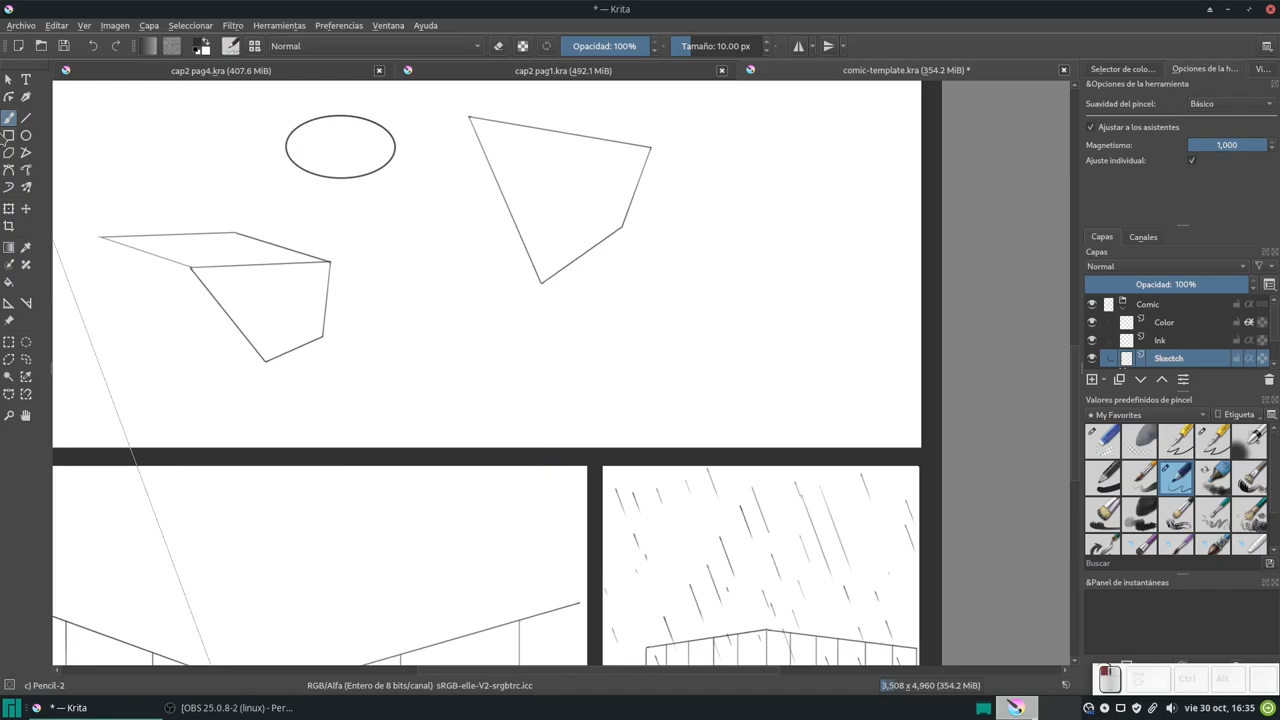 * — Krita
Archivo Editar Ver Imagen Capa Seleccionar Filtro Herramientas Preferencias Ventana Ayuda
Normal Opacidad: 100% Tamaño: 10.00 px
cap2 pag4.kra (407.6 MiB) cap2 pag1.kra (492.1 MiB) comic-template.kra (354.2 MiB) *
Selector de colo... Opciones de la h... Vi...
Opciones de la herramienta
Suavidad del pincel: Básico
Ajustar a los asistentes
Magnetismo: 1,000
Ajuste individual:
Capas Canales
Capas
Normal
Opacidad: 100%
Comic
Color
Ink
Skectch
Valores predefinidos de pincel
★ My Favorites Etiqueta
Buscar
&Panel de instantáneas
Ctrl Alt
c) Pencil-2 RGB/Alfa (Entero de 8 bits/canal) sRGB-elle-V2-srgbtrc.icc 3,508 x 4,960 (354.2 MiB)
* — Krita [OBS 25.0.8-2 (linux) - Per... vie 30 oct, 16:35